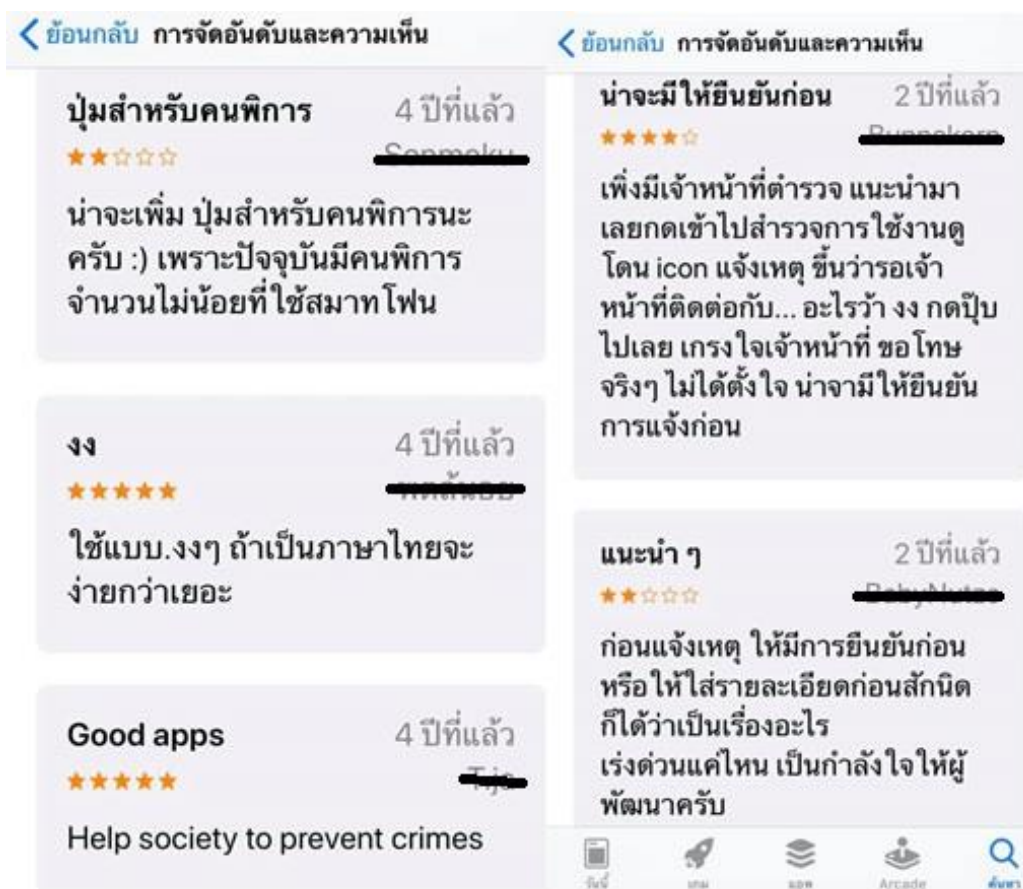 ย้อนกลับ การจัดอันดับและความเห็น
ปุ่มสำหรับคนพิการ 4 ปีที่แล้ว
น่าจะเพิ่ม ปุ่มสำหรับคนพิการนะ
ครับ :) เพราะปัจจุบันมีคนพิการ
จำนวนไม่น้อยที่ใช้สมาทโฟน
งง 4 ปีที่แล้ว
ใช้แบบ.งงๆ ถ้าเป็นภาษาไทยจะ
ง่ายกว่าเยอะ
Good apps 4 ปีที่แล้ว
Help society to prevent crimes
ย้อนกลับ การจัดอันดับและความเห็น
น่าจะมีให้ยืนยันก่อน 2 ปีที่แล้ว
เพิ่งมีเจ้าหน้าที่ตำรวจ แนะนำมา
เลยกดเข้าไปสำรวจการใช้งานดู
โดน icon แจ้งเหตุ ขึ้นว่ารอเจ้า
หน้าที่ติดต่อกับ... อะไรว้า งง กดปุ๊บ
ไปเลย เกรงใจเจ้าหน้าที่ ขอโทษ
จริงๆ ไม่ได้ตั้งใจ น่าจามีให้ยืนยัน
การแจ้งก่อน
แนะนำ ๆ 2 ปีที่แล้ว
ก่อนแจ้งเหตุ ให้มีการยืนยันก่อน
หรือให้ใส่รายละเอียดก่อนสักนิด
ก็ได้ว่าเป็นเรื่องอะไร
เร่งด่วนแค่ไหน เป็นกำลังใจให้ผู้
พัฒนาครับ
วันนี้ เกม แอพ Arcade ค้นหา